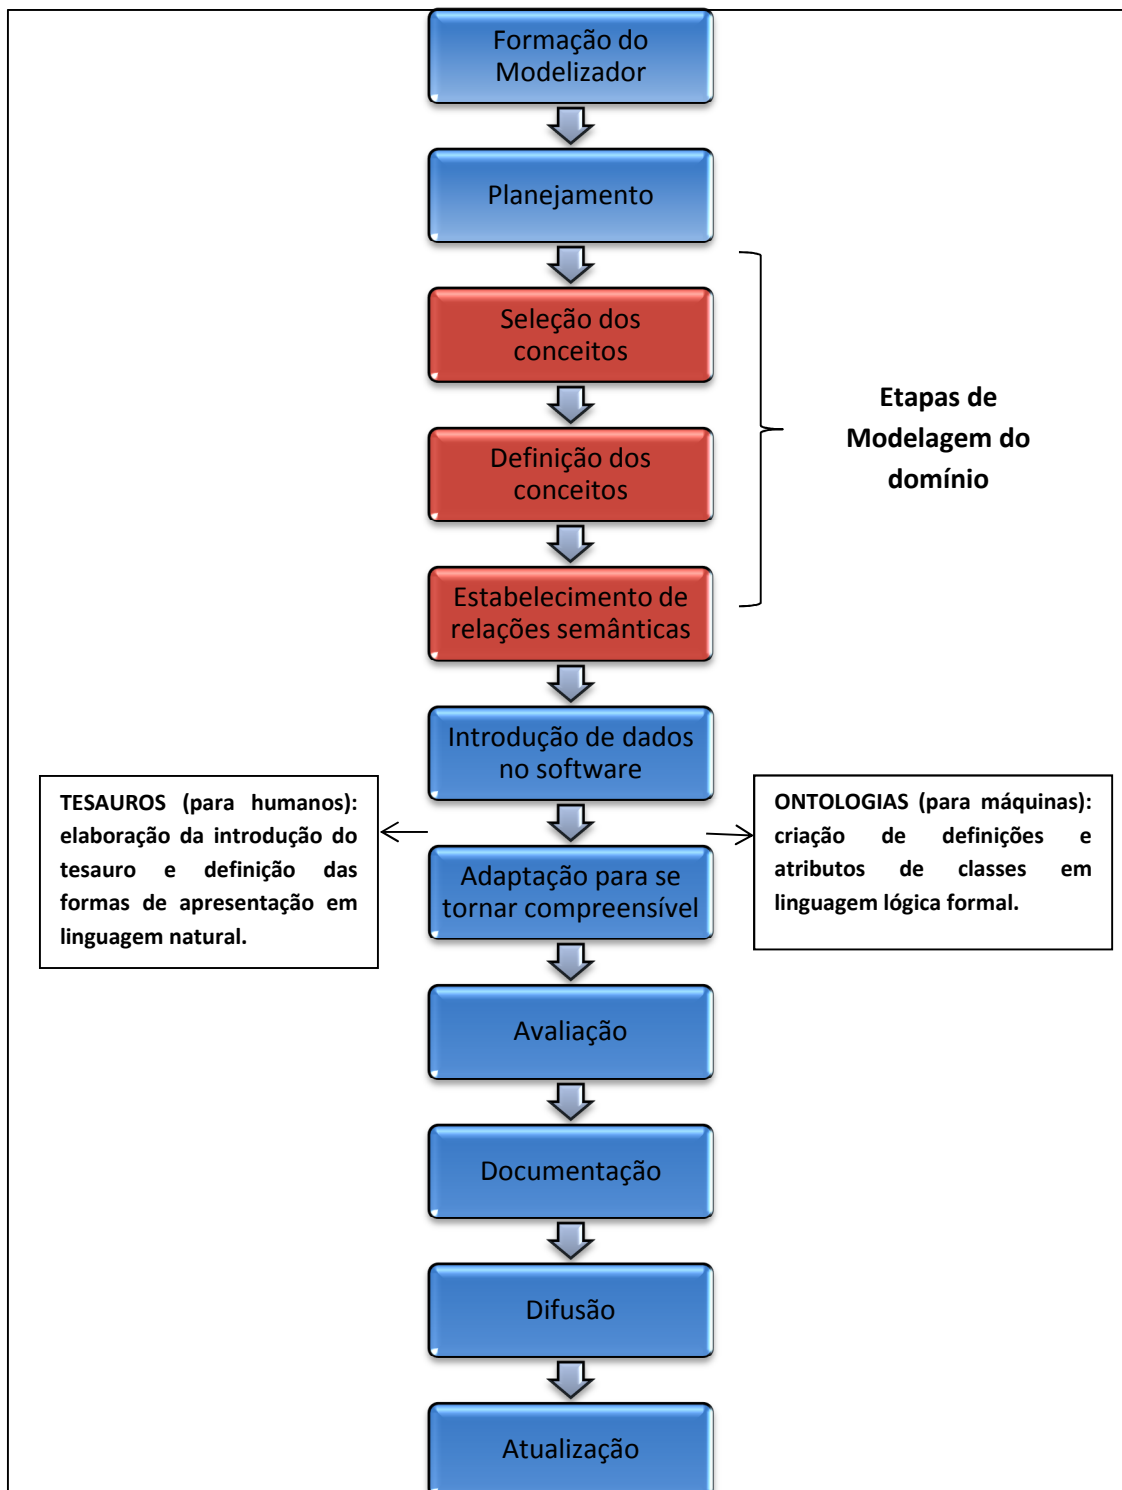 Formação do
Modelizador
Planejamento
Seleção dos
conceitos
Definição dos
conceitos
Etapas de
Modelagem do
domínio
Estabelecimento de
relações semânticas
Introdução de dados
no software
TESAUROS (para humanos):
elaboração da introdução do
tesauro e definição das
formas de apresentação em
linguagem natural.
Adaptação para se
tornar compreensível
ONTOLOGIAS (para máquinas):
criação de definições e
atributos de classes em
linguagem lógica formal.
Avaliação
Documentação
Difusão
Atualização